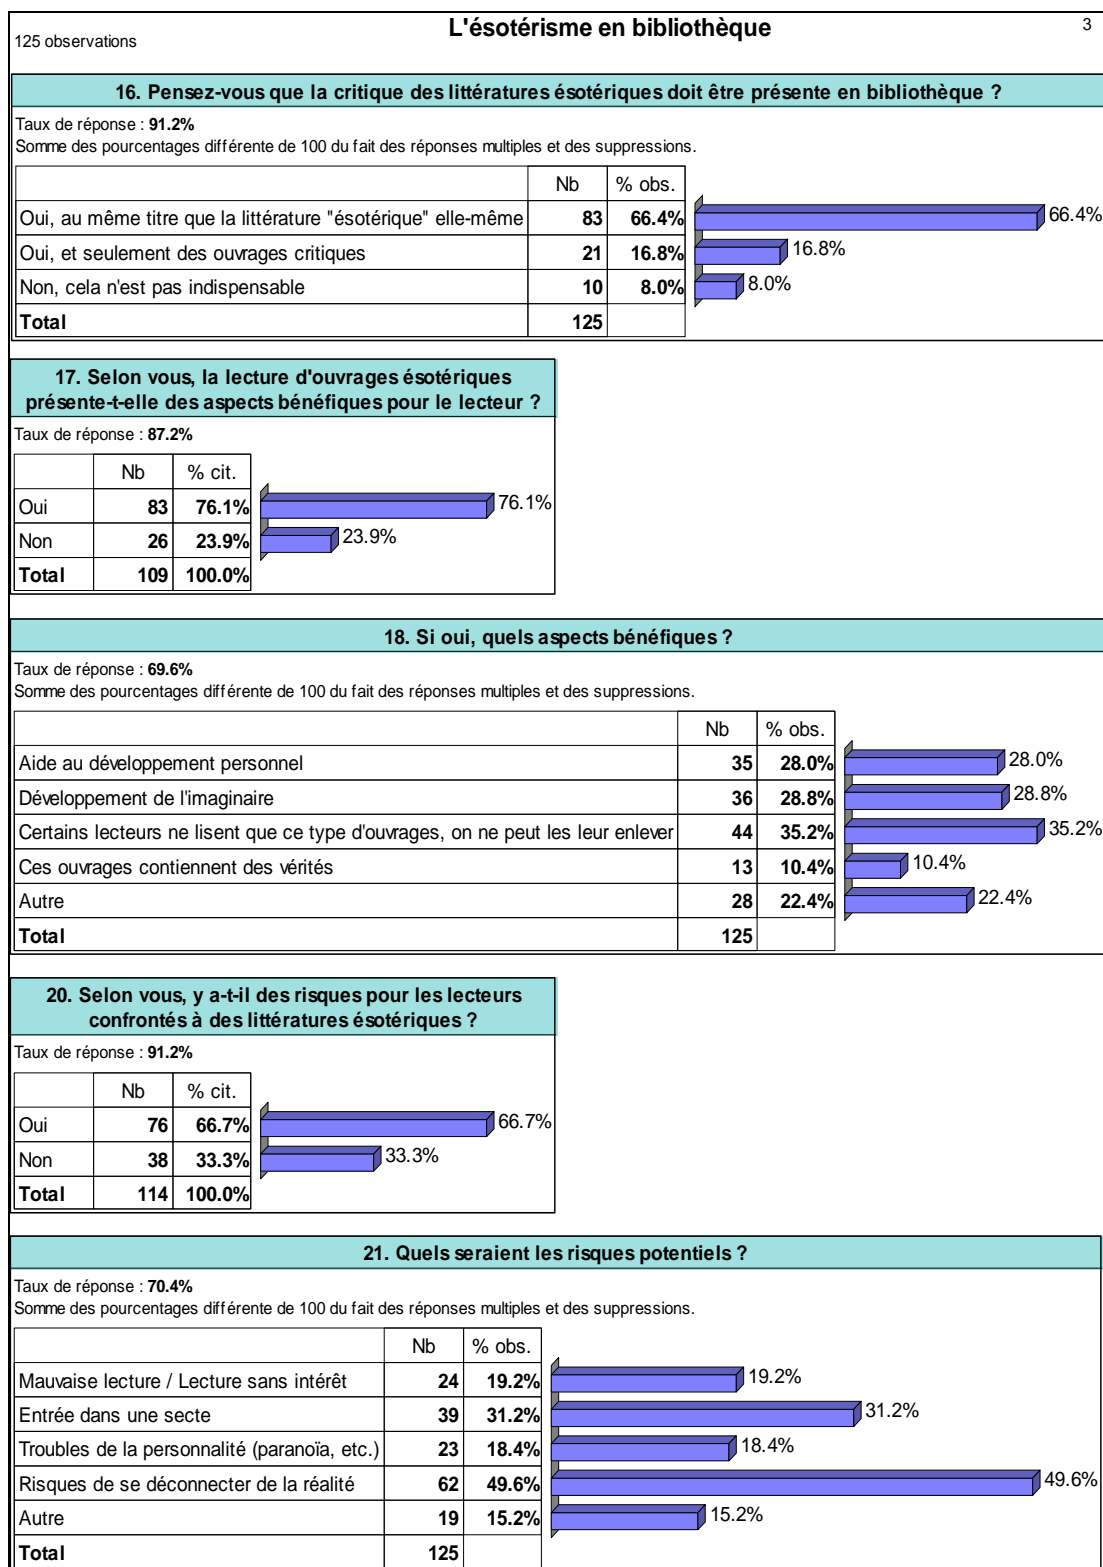 125 observations
L'ésotérisme en bibliothèque
3
16. Pensez-vous que la critique des littératures ésotériques doit être présente en bibliothèque ?
Taux de réponse : 91.2%
Somme des pourcentages différente de 100 du fait des réponses multiples et des suppressions.
Nb % obs.
Oui, au même titre que la littérature "ésotérique" elle-même 83 66.4% 66.4%
Oui, et seulement des ouvrages critiques 21 16.8% 16.8%
Non, cela n'est pas indispensable 10 8.0% 8.0%
Total 125
17. Selon vous, la lecture d'ouvrages ésotériques
présente-t-elle des aspects bénéfiques pour le lecteur ?
Taux de réponse : 87.2%
Nb % cit.
Oui 83 76.1% 76.1%
Non 26 23.9% 23.9%
Total 109 100.0%
18. Si oui, quels aspects bénéfiques ?
Taux de réponse : 69.6%
Somme des pourcentages différente de 100 du fait des réponses multiples et des suppressions.
Nb % obs.
Aide au développement personnel 35 28.0% 28.0%
Développement de l'imaginaire 36 28.8% 28.8%
Certains lecteurs ne lisent que ce type d'ouvrages, on ne peut les leur enlever 44 35.2% 35.2%
Ces ouvrages contiennent des vérités 13 10.4% 10.4%
Autre 28 22.4% 22.4%
Total 125
20. Selon vous, y a-t-il des risques pour les lecteurs
confrontés à des littératures ésotériques ?
Taux de réponse : 91.2%
Nb % cit.
Oui 76 66.7% 66.7%
Non 38 33.3% 33.3%
Total 114 100.0%
21. Quels seraient les risques potentiels ?
Taux de réponse : 70.4%
Somme des pourcentages différente de 100 du fait des réponses multiples et des suppressions.
Nb % obs.
Mauvaise lecture / Lecture sans intérêt 24 19.2% 19.2%
Entrée dans une secte 39 31.2% 31.2%
Troubles de la personnalité (paranoïa, etc.) 23 18.4% 18.4%
Risques de se déconnecter de la réalité 62 49.6% 49.6%
Autre 19 15.2% 15.2%
Total 125